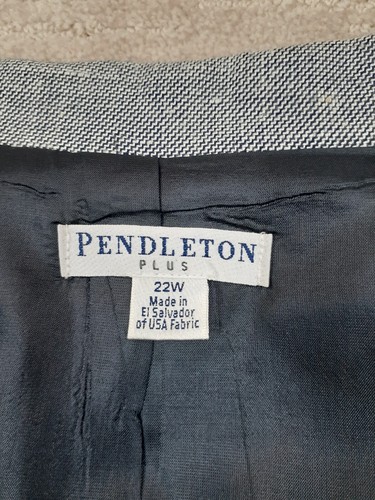 PENDLETON
PLUS
22W
Made in
El Salvador
of USA Fabric